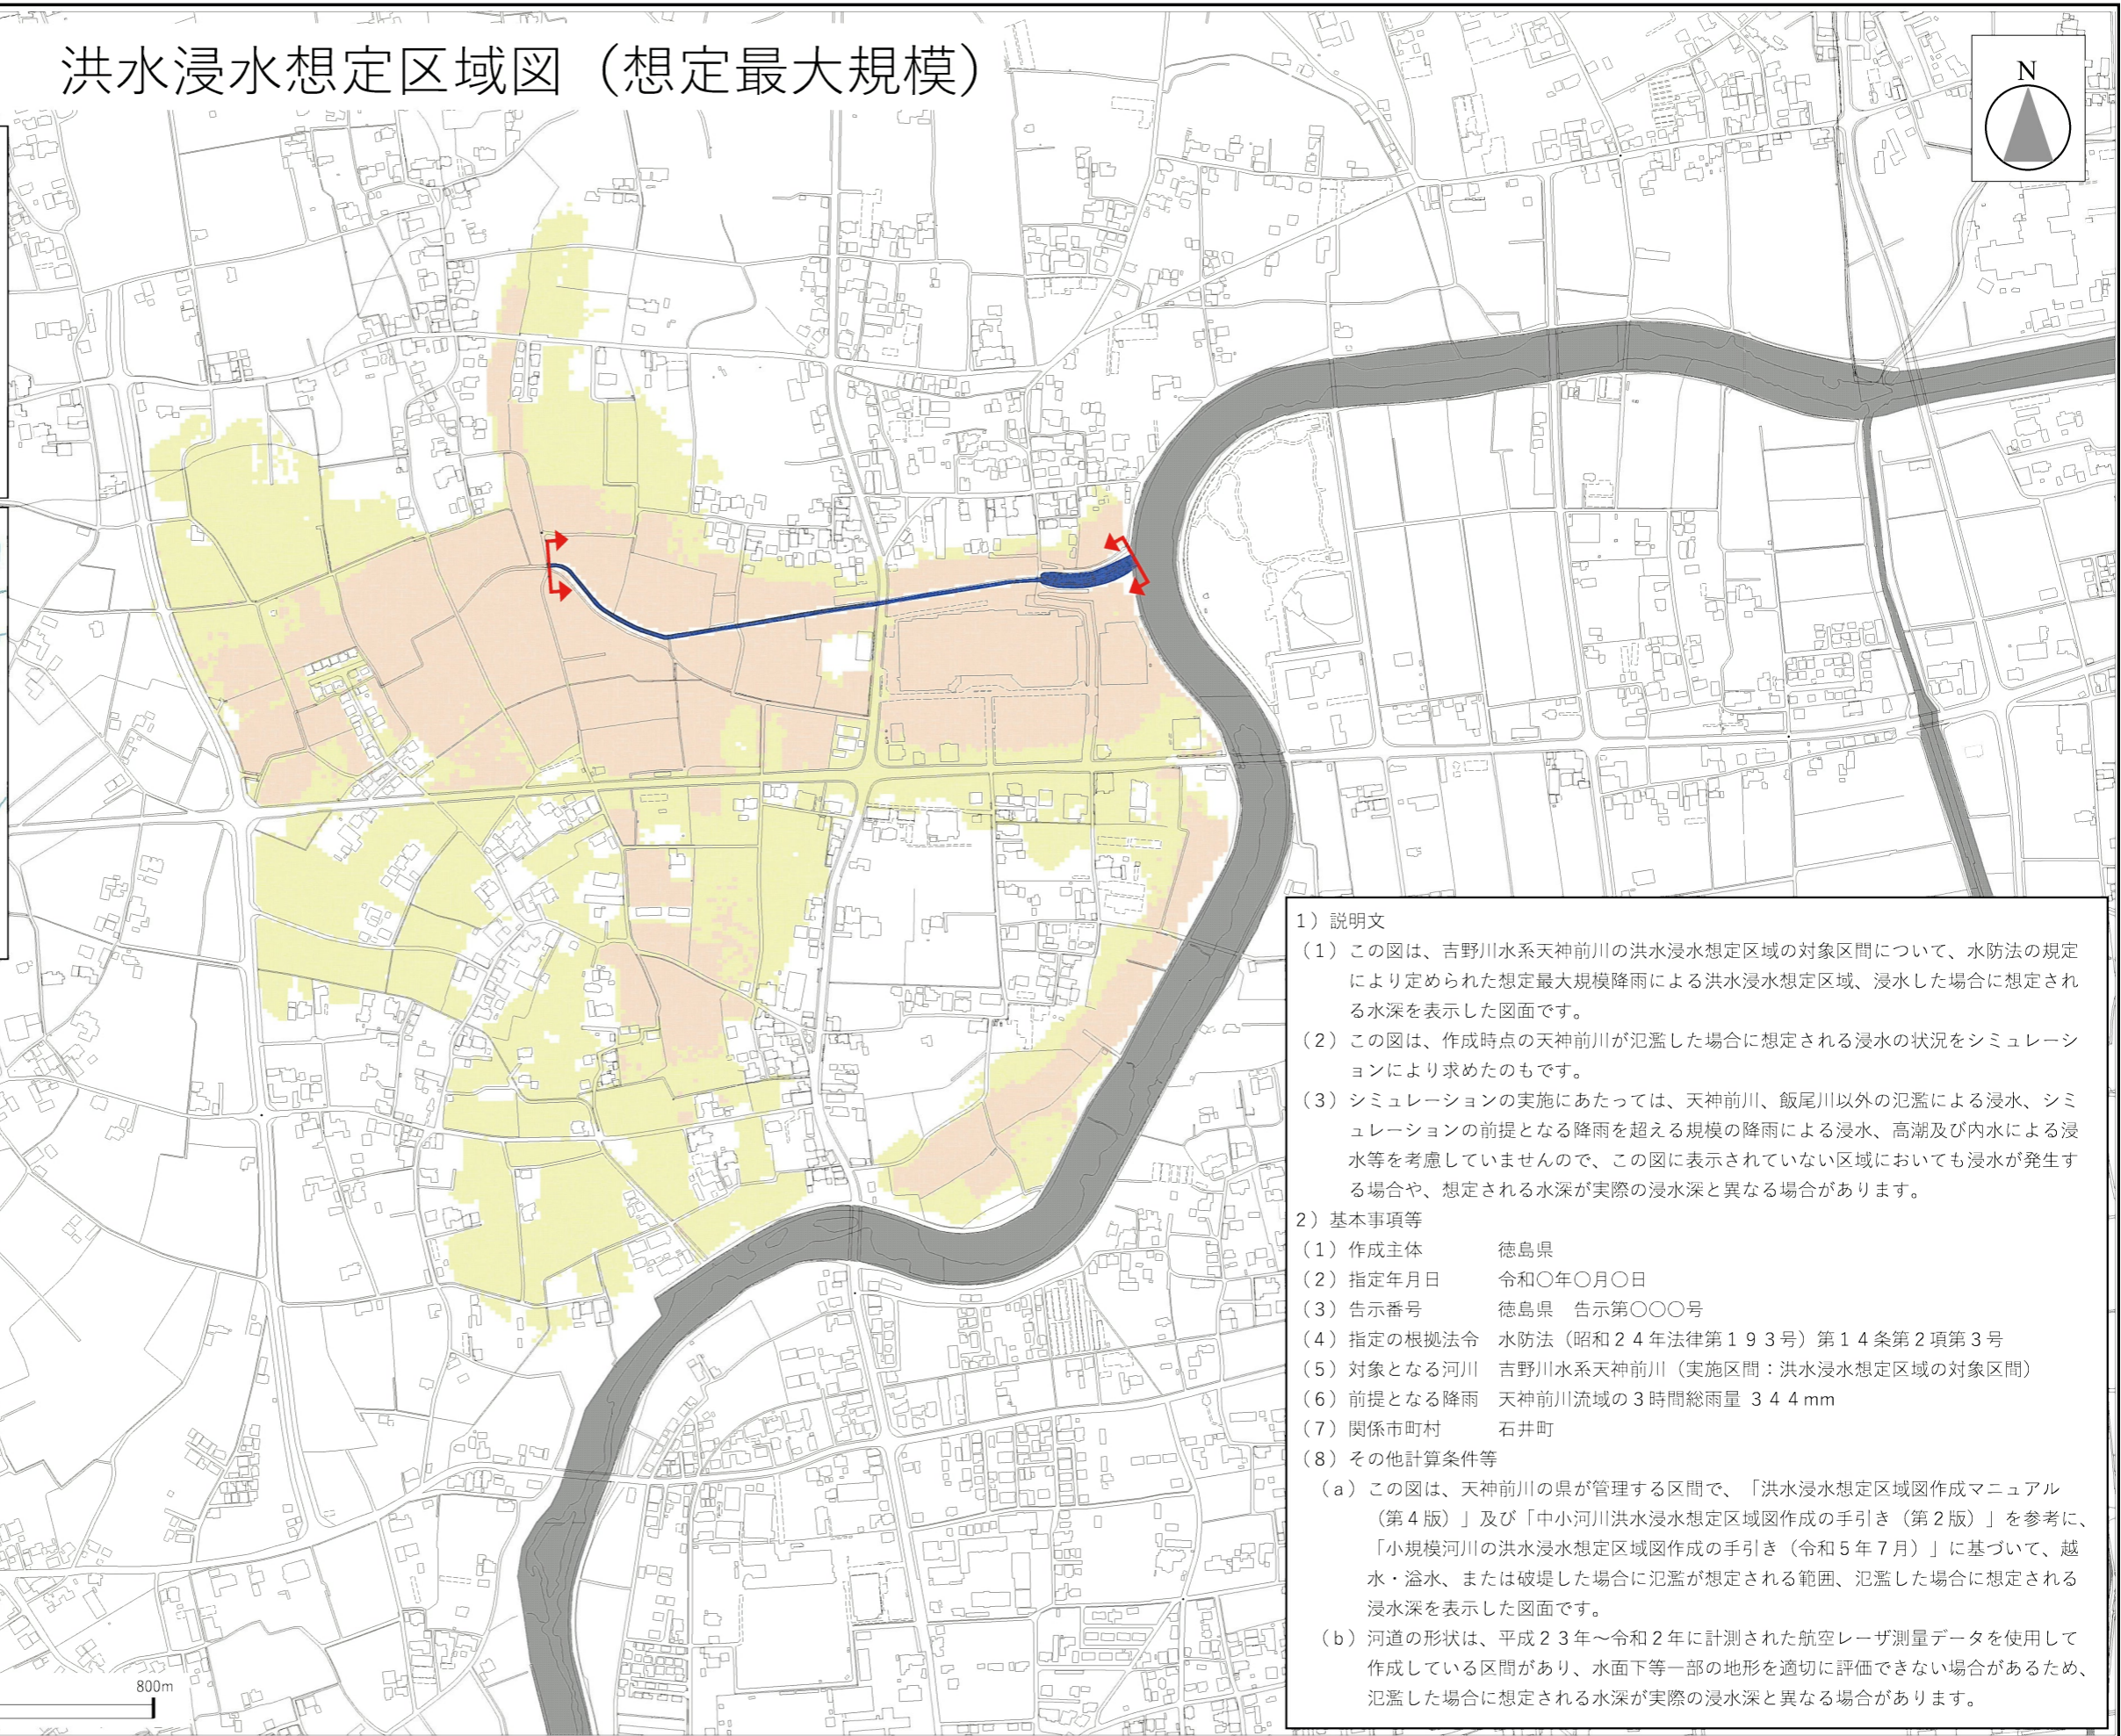 洪水浸水想定区域図（想定最大規模）
N
800m
1）説明文
（1）この図は、吉野川水系天神前川の洪水浸水想定区域の対象区間について、水防法の規定
により定められた想定最大規模降雨による洪水浸水想定区域、浸水した場合に想定され
る水深を表示した図面です。
（2）この図は、作成時点の天神前川が氾濫した場合に想定される浸水の状況をシミュレーシ
ョンにより求めたのもです。
（3）シミュレーションの実施にあたっては、天神前川、飯尾川以外の氾濫による浸水、シミ
ュレーションの前提となる降雨を超える規模の降雨による浸水、高潮及び内水による浸
水等を考慮していませんので、この図に表示されていない区域においても浸水が発生す
る場合や、想定される水深が実際の浸水深と異なる場合があります。
2）基本事項等
（1）作成主体　　　徳島県
（2）指定年月日　　令和〇年〇月〇日
（3）告示番号　　　徳島県　告示第〇〇〇号
（4）指定の根拠法令　水防法（昭和２４年法律第１９３号）第１４条第２項第３号
（5）対象となる河川　吉野川水系天神前川（実施区間：洪水浸水想定区域の対象区間）
（6）前提となる降雨　天神前川流域の３時間総雨量 ３４４mm
（7）関係市町村　　石井町
（8）その他計算条件等
（a）この図は、天神前川の県が管理する区間で、「洪水浸水想定区域図作成マニュアル
（第４版）」及び「中小河川洪水浸水想定区域図作成の手引き（第２版）」を参考に、
「小規模河川の洪水浸水想定区域図作成の手引き（令和５年７月）」に基づいて、越
水・溢水、または破堤した場合に氾濫が想定される範囲、氾濫した場合に想定される
浸水深を表示した図面です。
（b）河道の形状は、平成２３年～令和２年に計測された航空レーザ測量データを使用して
作成している区間があり、水面下等一部の地形を適切に評価できない場合があるため、
氾濫した場合に想定される水深が実際の浸水深と異なる場合があります。